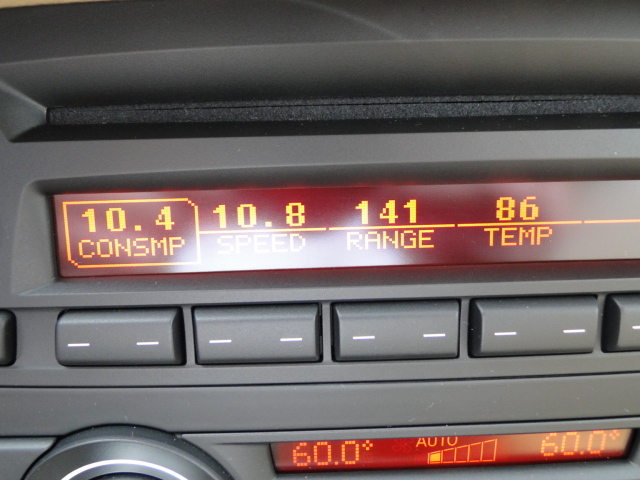 10.4 10.8 141 86
CONSMP SPEED RANGE TEMP
60.0° AUTO 60.0°